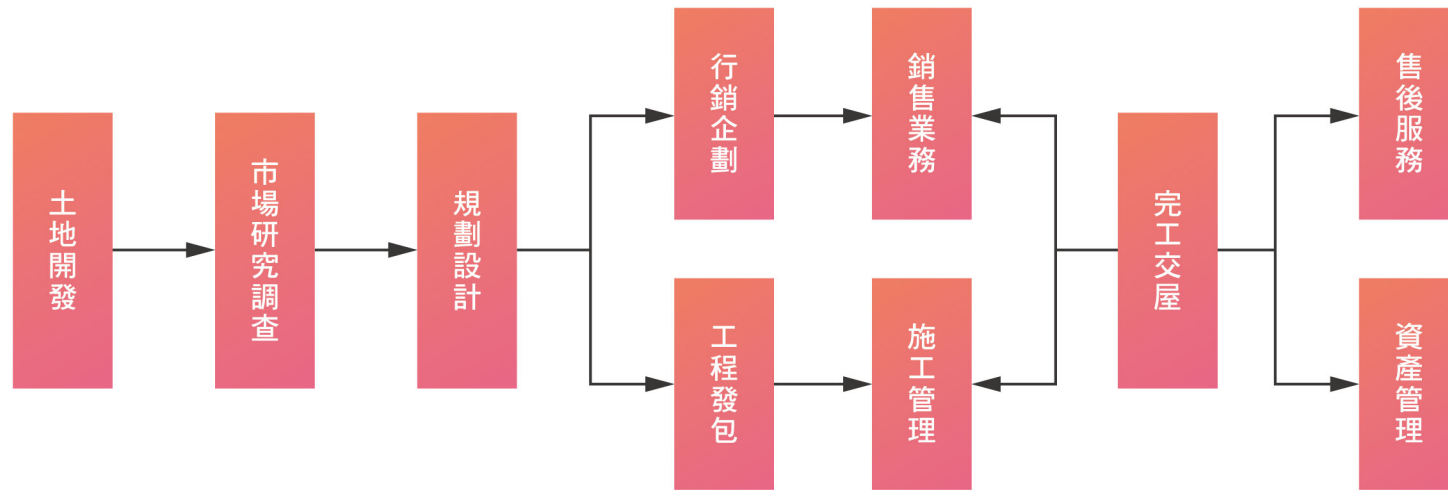 土地開發
市場研究調查
規劃設計
行銷企劃
銷售業務
工程發包
施工管理
完工交屋
售後服務
資產管理